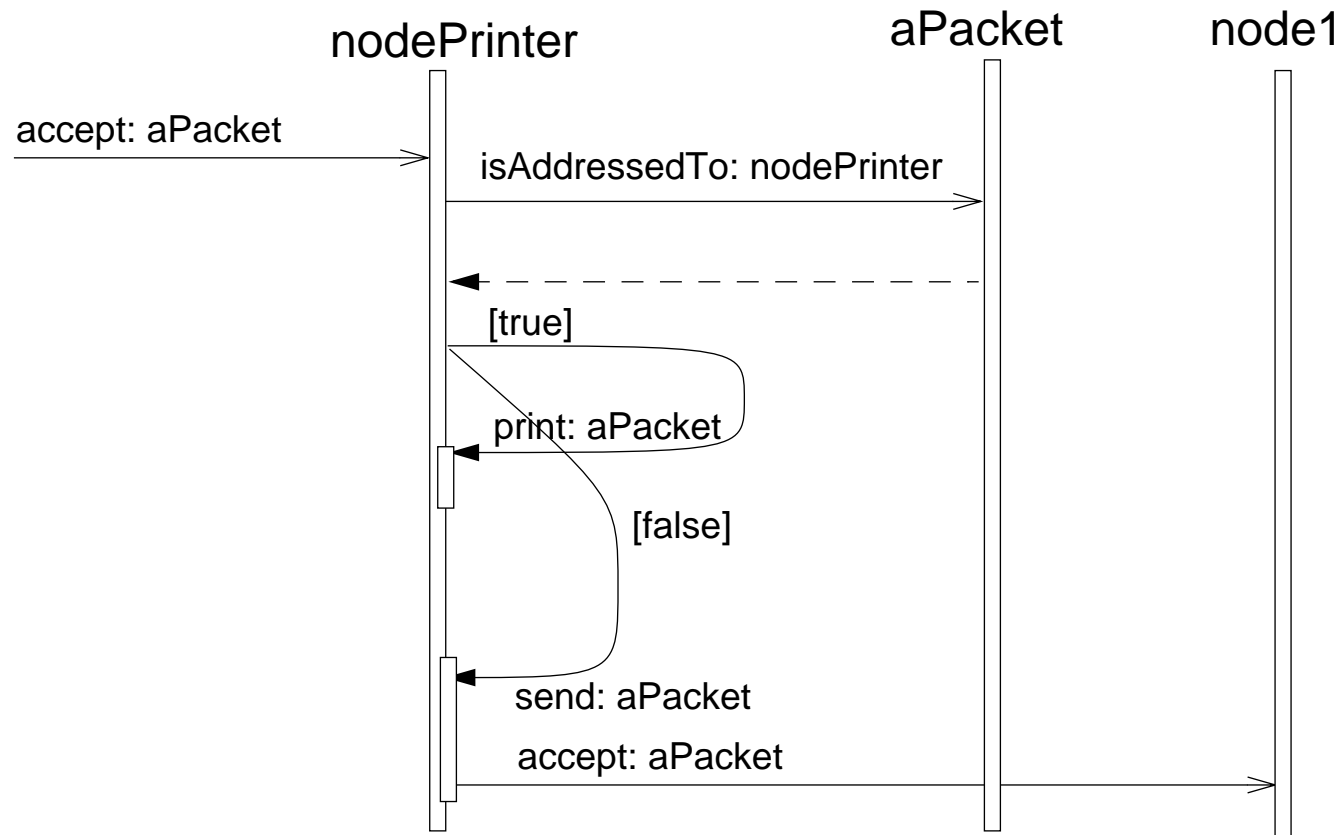 nodePrinter
aPacket
node1
accept: aPacket
isAddressedTo: nodePrinter
[true]
print: aPacket
[false]
send: aPacket
accept: aPacket